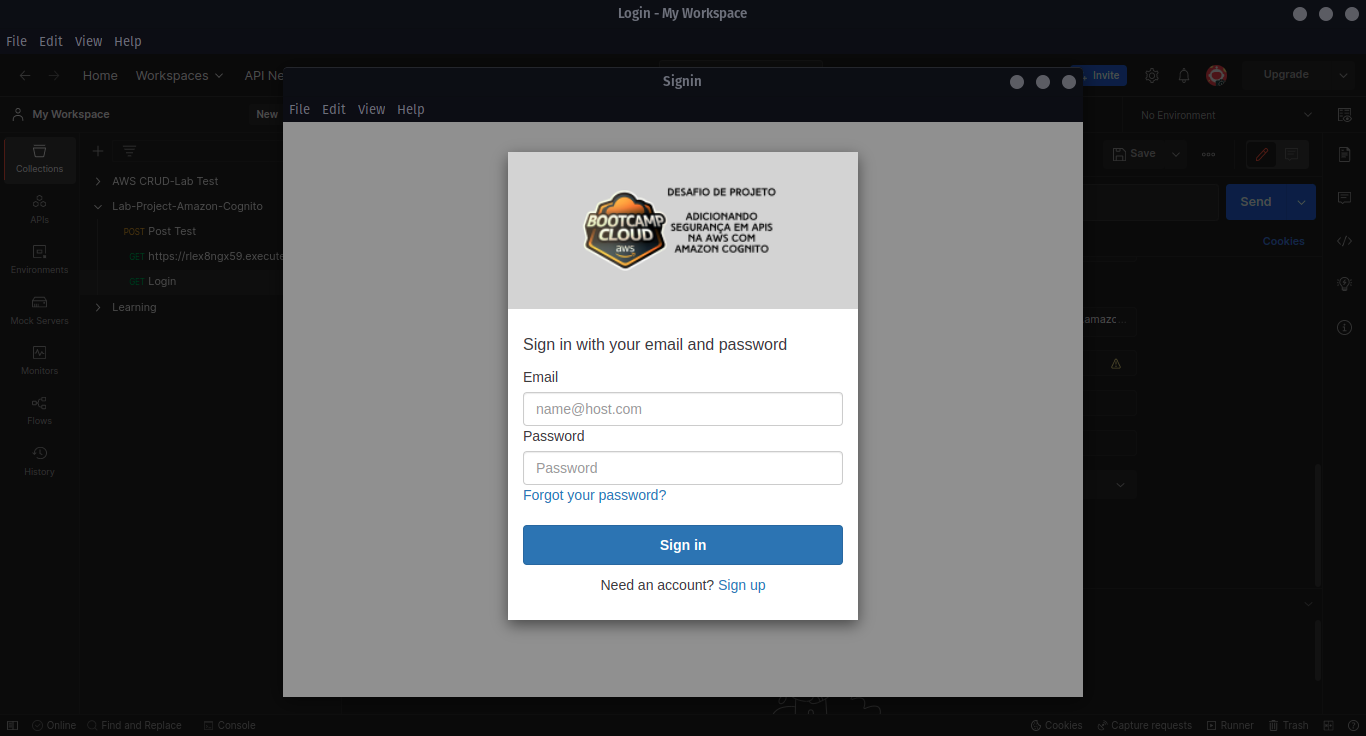 Login - My Workspace
File Edit View Help
Home Workspaces API Ne
Invite
Upgrade
Signin
File Edit View Help
My Workspace
New
No Environment
Collections
APIs
Environments
Mock Servers
Monitors
Flows
History
AWS CRUD-Lab Test
Lab-Project-Amazon-Cognito
POST Post Test
GET https://rlex8ngx59.execute
GET Login
Learning
Save
Send
Cookies
amazc...
DESAFIO DE PROJETO
ADICIONANDO
SEGURANÇA EM APIS
NA AWS COM
AMAZON COGNITO
BOOTCAMP
CLOUD
aws
Sign in with your email and password
Email
name@host.com
Password
Password
Forgot your password?
Sign in
Need an account? Sign up
Online Find and Replace Console
Cookies Capture requests Runner Trash